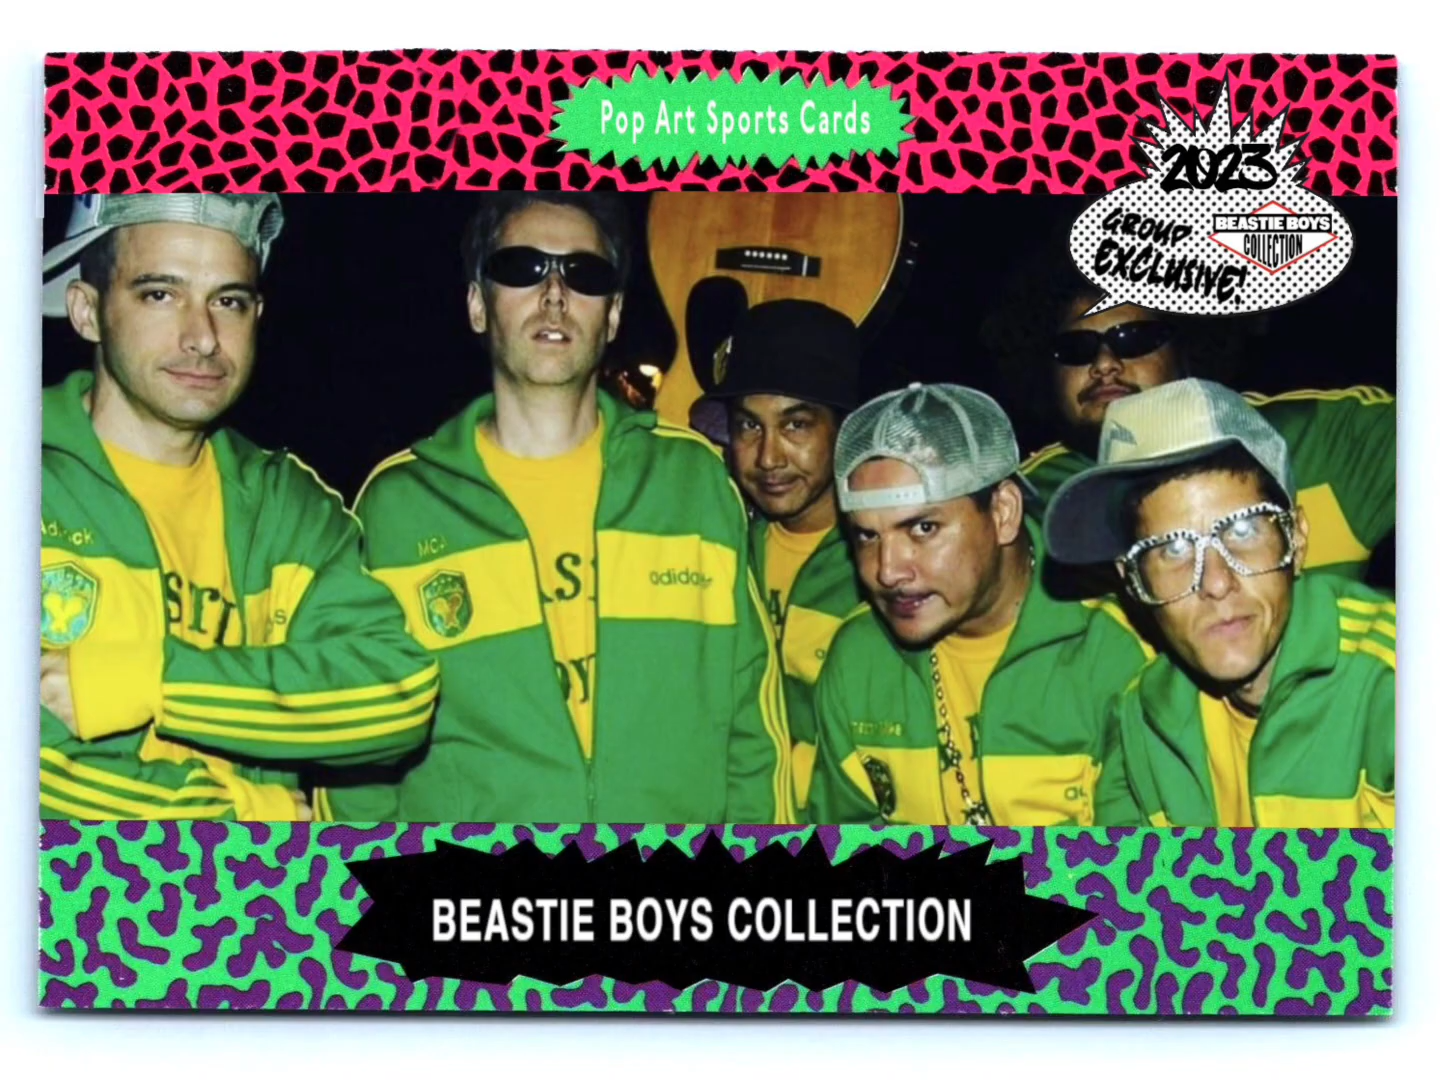 Pop Art Sports Cards
2023
GROUP
EXCLUSIVE!
BEASTIE BOYS
COLLECTION
MCA
adidas
BEASTIE BOYS COLLECTION